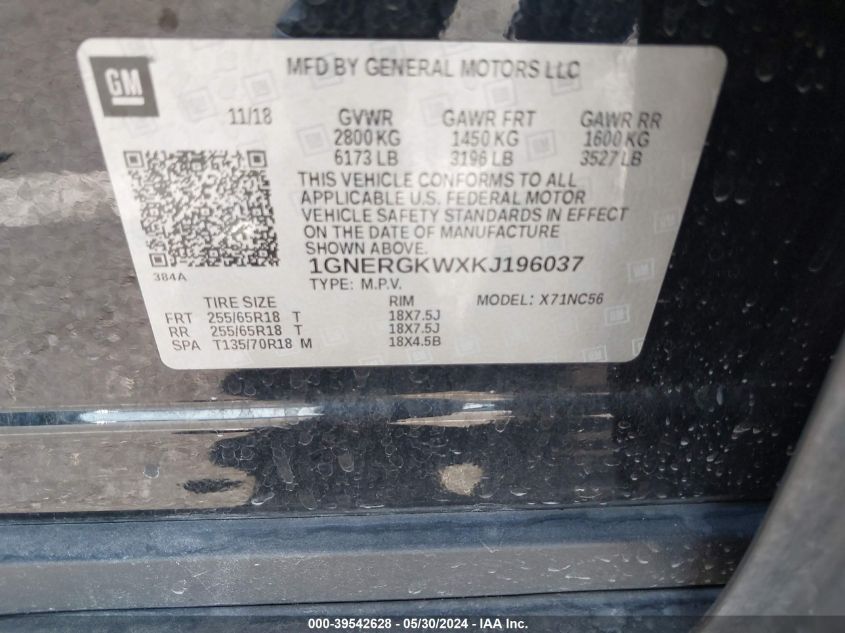 GM
MFD BY GENERAL MOTORS LLC
11/18 GVWR GAWR FRT GAWR RR
2800 KG 1450 KG 1600 KG
6173 LB 3196 LB 3527 LB
THIS VEHICLE CONFORMS TO ALL
APPLICABLE U.S. FEDERAL MOTOR
VEHICLE SAFETY STANDARDS IN EFFECT
ON THE DATE OF MANUFACTURE
SHOWN ABOVE.
384A
1GNERGKWXKJ196037
TYPE: M.P.V. MODEL: X71NC56
TIRE SIZE RIM
FRT 255/65R18 T 18X7.5J
RR 255/65R18 T 18X7.5J
SPA T135/70R18 M 18X4.5B
000-39542628 - 05/30/2024 - IAA Inc.